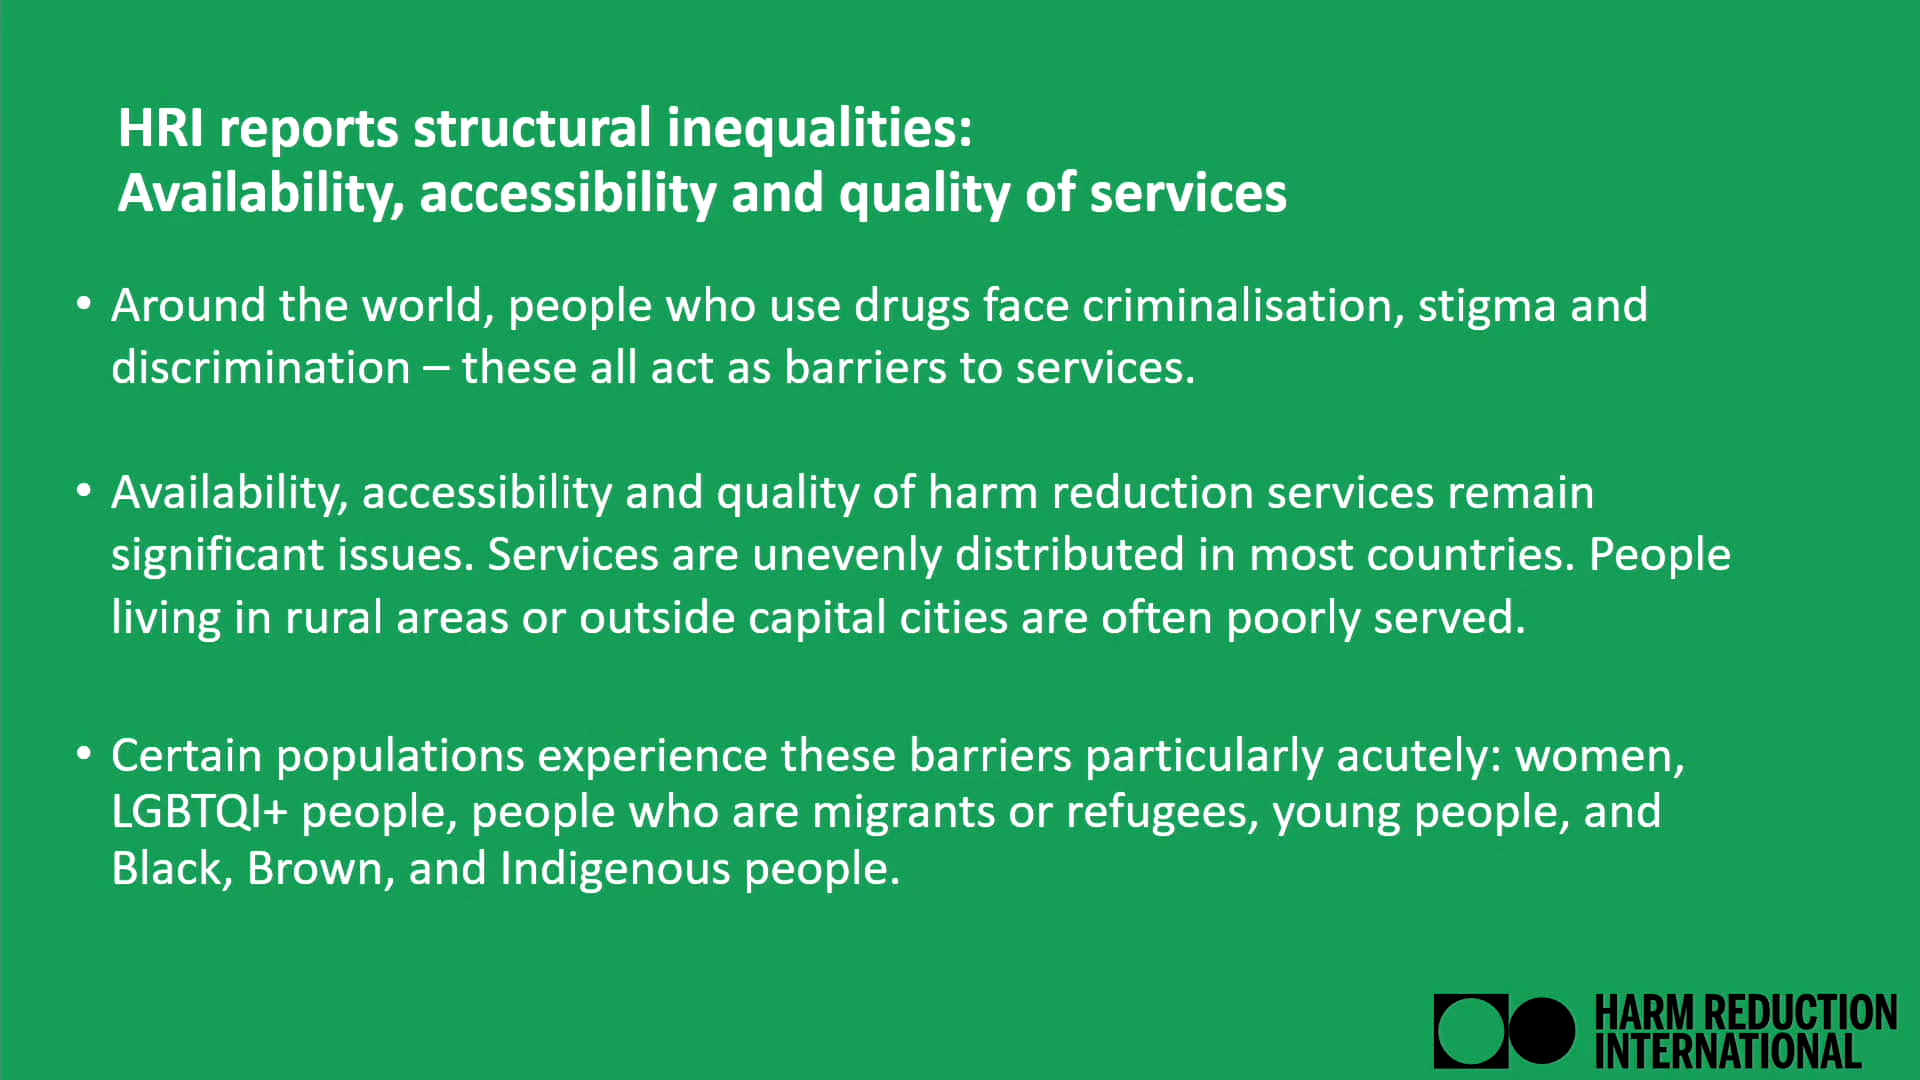 HRI reports structural inequalities:
Availability, accessibility and quality of services
• Around the world, people who use drugs face criminalisation, stigma and
discrimination – these all act as barriers to services.
• Availability, accessibility and quality of harm reduction services remain
significant issues. Services are unevenly distributed in most countries. People
living in rural areas or outside capital cities are often poorly served.
• Certain populations experience these barriers particularly acutely: women,
LGBTQI+ people, people who are migrants or refugees, young people, and
Black, Brown, and Indigenous people.
HARM REDUCTION
INTERNATIONAL